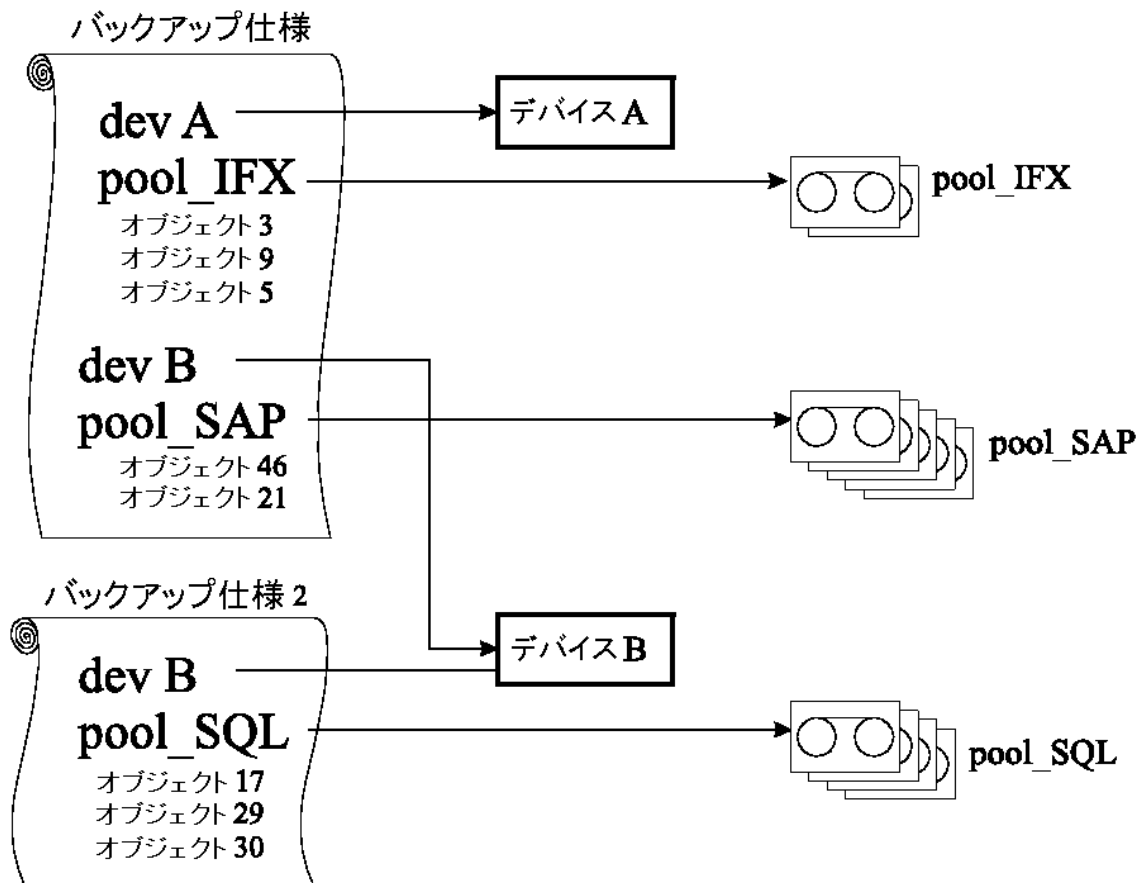 バックアップ仕様
dev A
デバイス A
pool_IFX
pool_IFX
オブジェクト 3
オブジェクト 9
オブジェクト 5
dev B
pool_SAP
pool_SAP
オブジェクト 46
オブジェクト 21
バックアップ仕様 2
dev B
デバイス B
pool_SQL
pool_SQL
オブジェクト 17
オブジェクト 29
オブジェクト 30